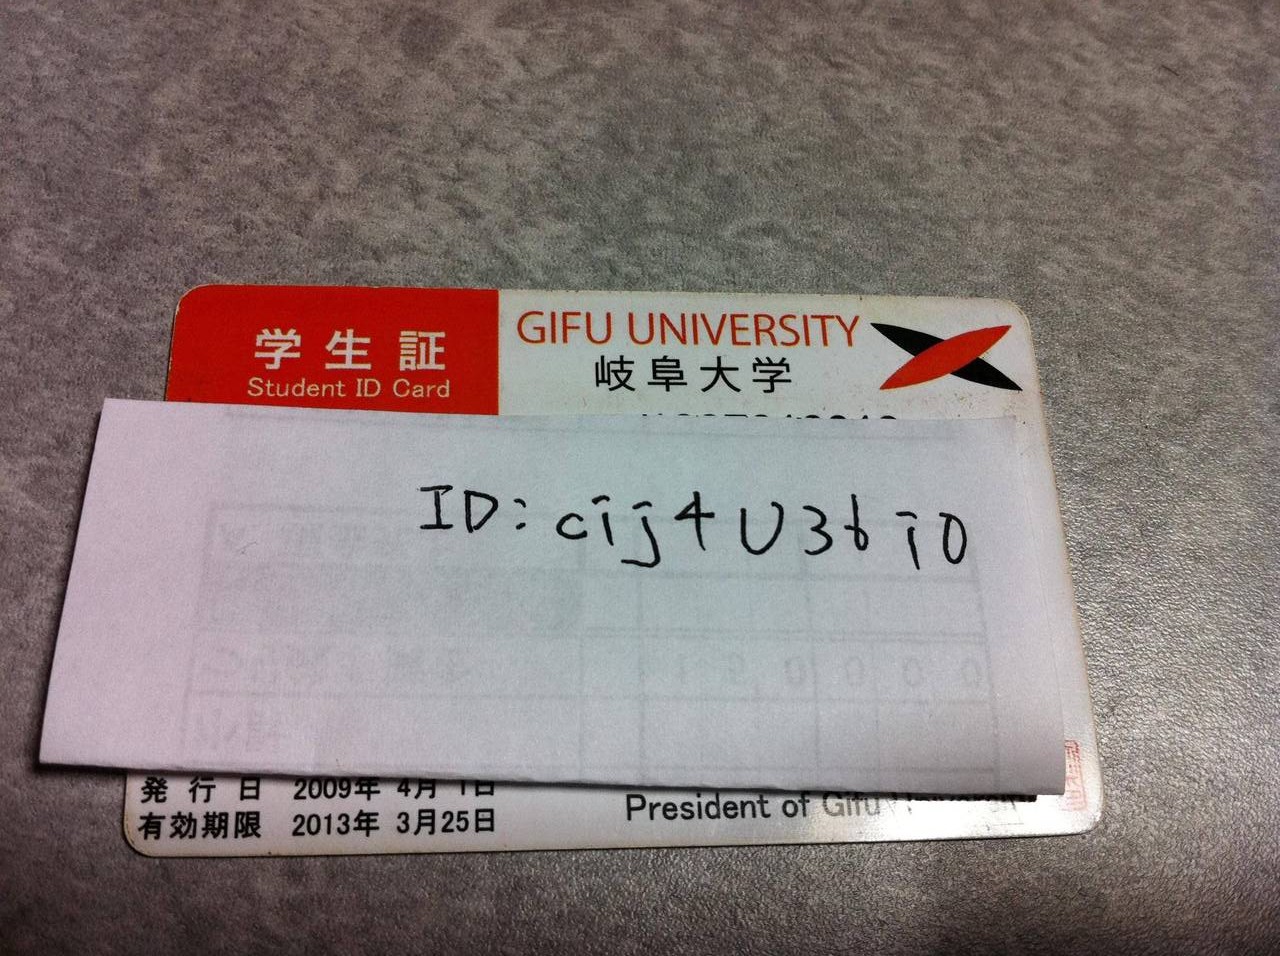 学生証
Student ID Card
GIFU UNIVERSITY
岐阜大学
ID: cij4U36i0
発行日 2009年 4月 1日
有効期限 2013年 3月25日
President of Gifu University